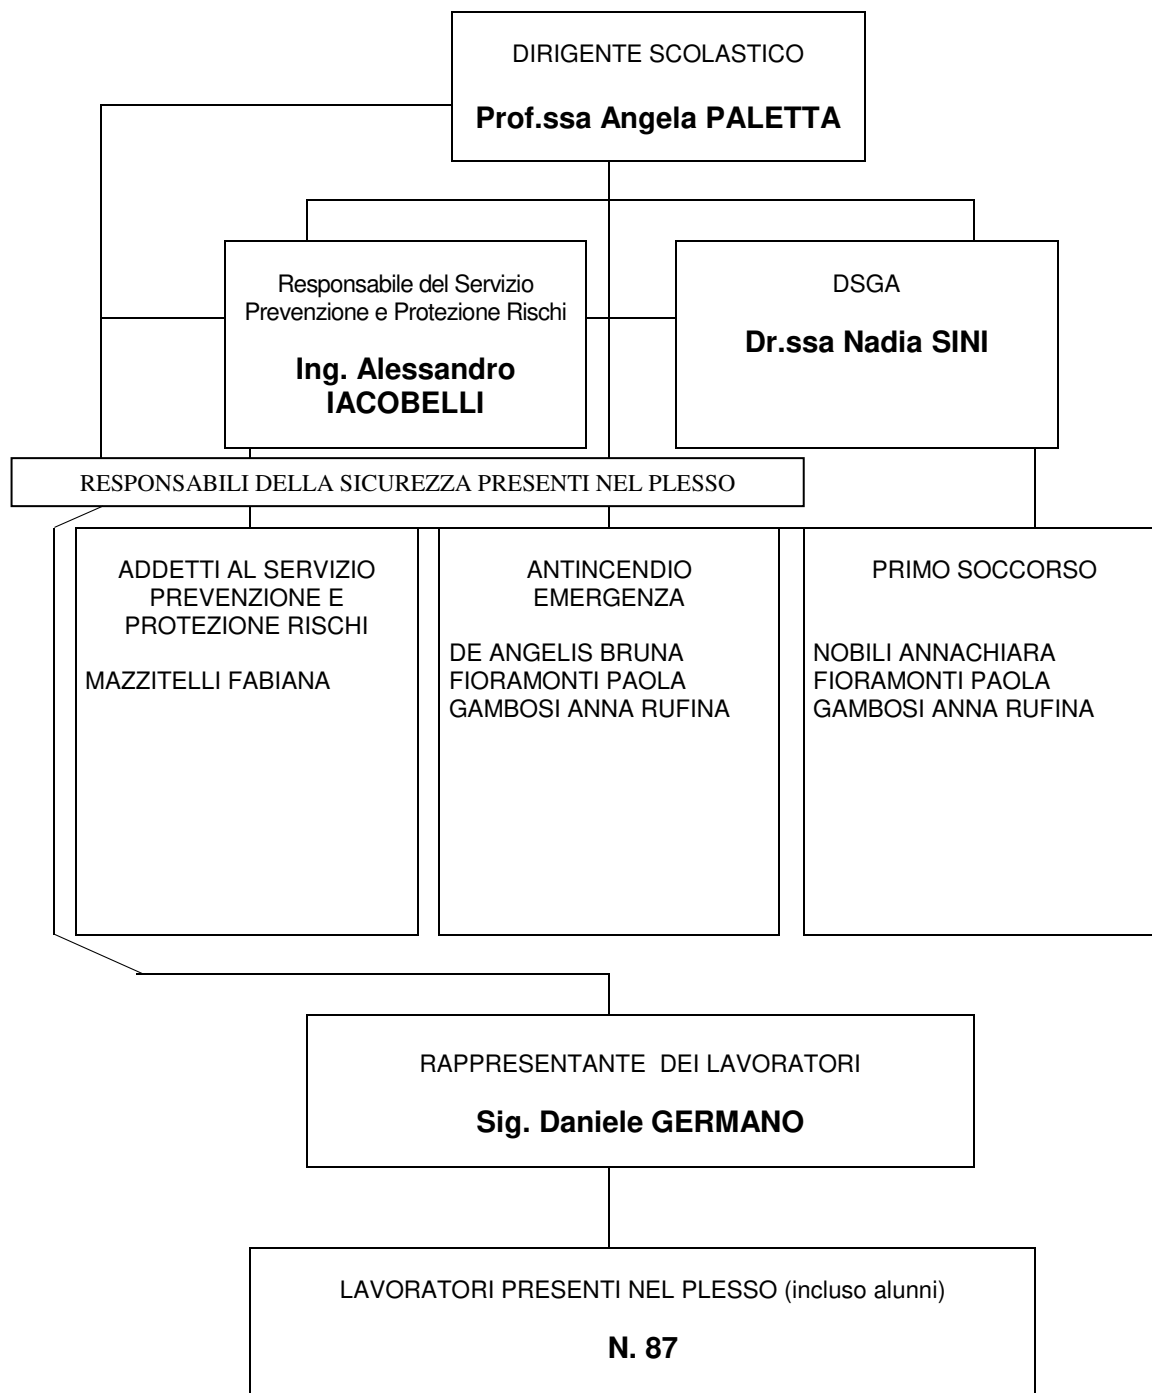 DIRIGENTE SCOLASTICO
Prof.ssa Angela PALETTA
Responsabile del Servizio
Prevenzione e Protezione Rischi
Ing. Alessandro
IACOBELLI
DSGA
Dr.ssa Nadia SINI
RESPONSABILI DELLA SICUREZZA PRESENTI NEL PLESSO
ADDETTI AL SERVIZIO
PREVENZIONE E
PROTEZIONE RISCHI
MAZZITELLI FABIANA
ANTINCENDIO
EMERGENZA
DE ANGELIS BRUNA
FIORAMONTI PAOLA
GAMBOSI ANNA RUFINA
PRIMO SOCCORSO
NOBILI ANNACHIARA
FIORAMONTI PAOLA
GAMBOSI ANNA RUFINA
RAPPRESENTANTE DEI LAVORATORI
Sig. Daniele GERMANO
LAVORATORI PRESENTI NEL PLESSO (incluso alunni)
N. 87